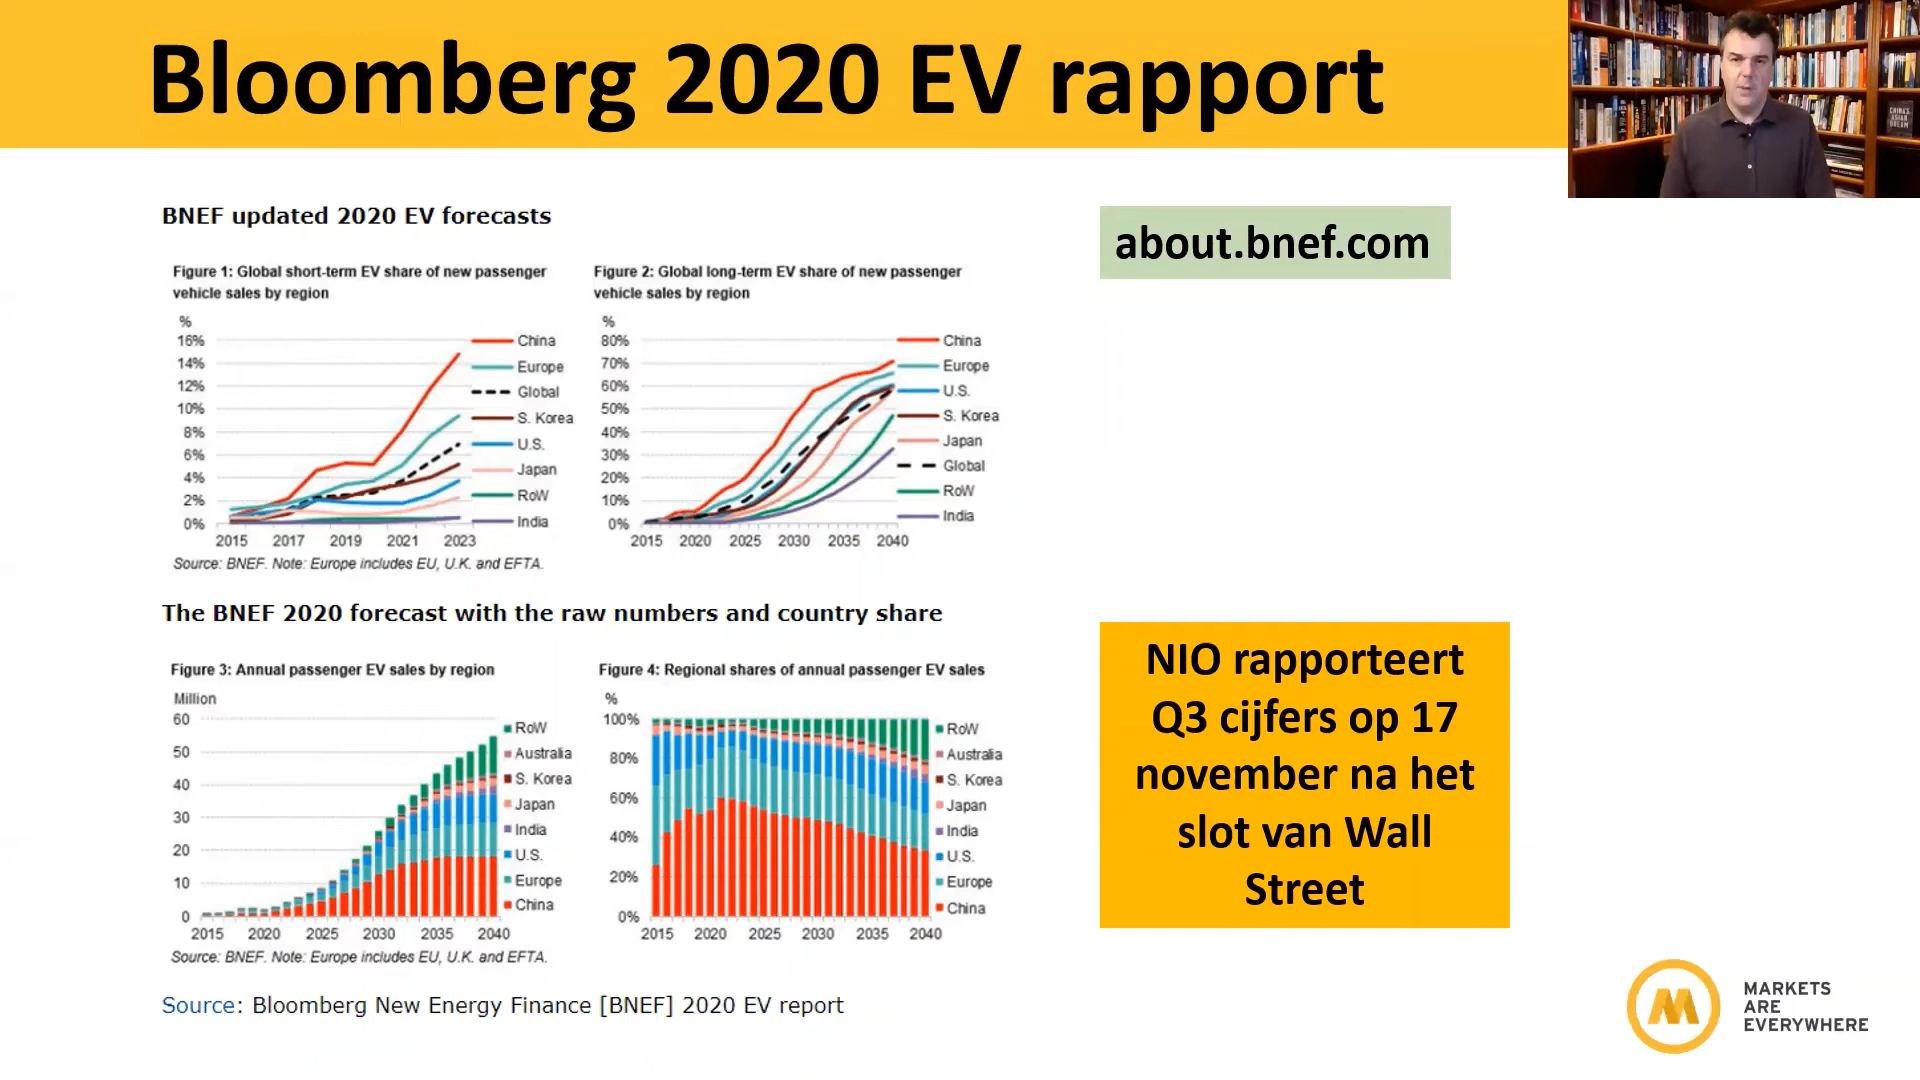 Bloomberg 2020 EV rapport
CHINA'S
ASIAN
DREAM
BNEF updated 2020 EV forecasts
about.bnef.com
Figure 1: Global short-term EV share of new passenger
vehicle sales by region
%
16%
14%
12%
10%
8%
6%
4%
2%
0%
China
Europe
Global
S. Korea
U.S.
Japan
RoW
India
2015 2017 2019 2021 2023
Source: BNEF. Note: Europe includes EU, U.K. and EFTA.
Figure 2: Global long-term EV share of new passenger
vehicle sales by region
%
80%
70%
60%
50%
40%
30%
20%
10%
0%
China
Europe
U.S.
S. Korea
Japan
Global
RoW
India
2015 2020 2025 2030 2035 2040
The BNEF 2020 forecast with the raw numbers and country share
Figure 3: Annual passenger EV sales by region
Million
60
50
40
30
20
10
0
RoW
Australia
S. Korea
Japan
India
U.S.
Europe
China
2015 2020 2025 2030 2035 2040
Source: BNEF. Note: Europe includes EU, U.K. and EFTA.
Figure 4: Regional shares of annual passenger EV sales
%
100%
80%
60%
40%
20%
0%
RoW
Australia
S. Korea
Japan
India
U.S.
Europe
China
2015 2020 2025 2030 2035 2040
NIO rapporteert
Q3 cijfers op 17
november na het
slot van Wall
Street
Source: Bloomberg New Energy Finance [BNEF] 2020 EV report
MARKETS
ARE
EVERYWHERE